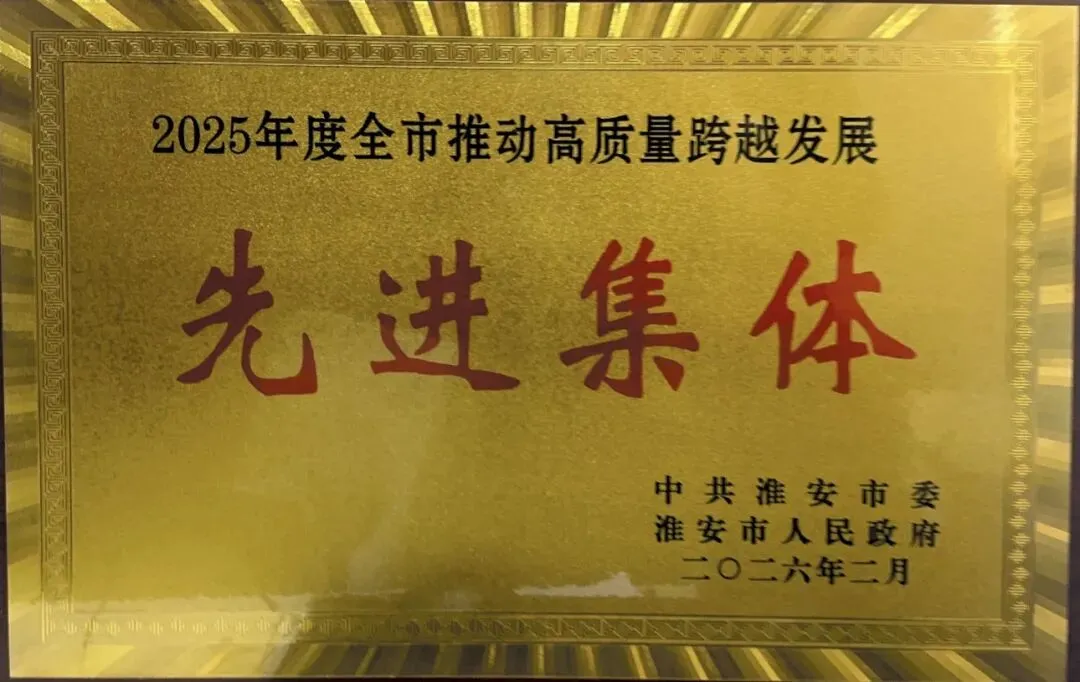 2025年度全市推动高质量跨越发展
先进集体
中共淮安市委
淮安市人民政府
二〇二六年二月